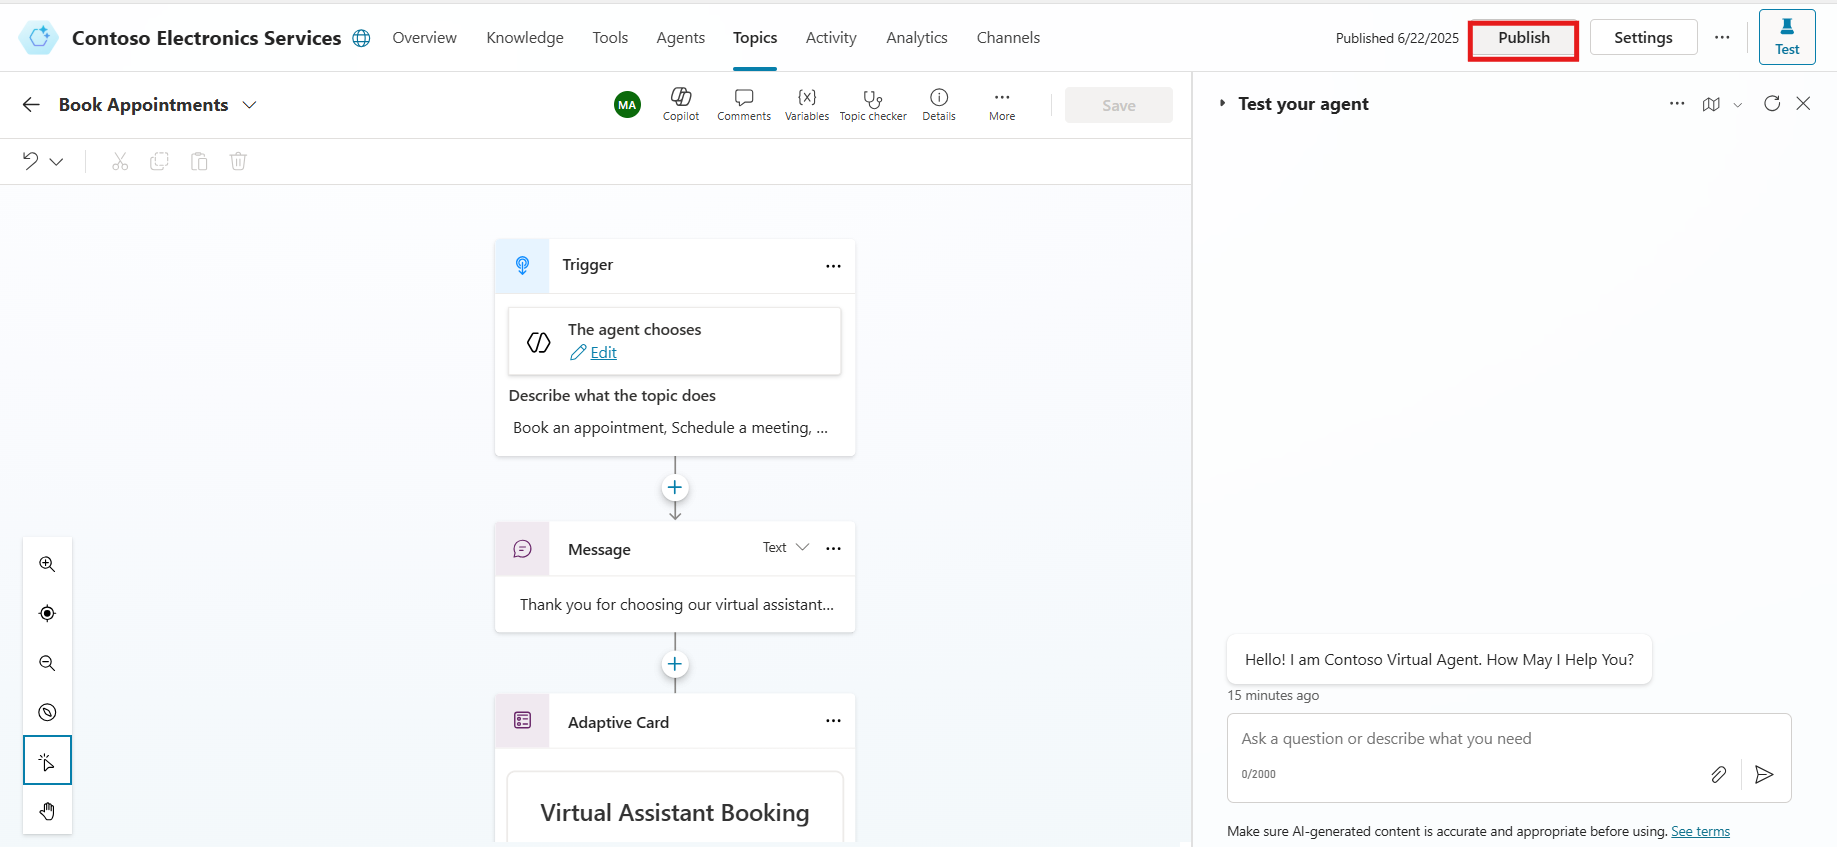 Contoso Electronics Services
Overview
Knowledge
Tools
Agents
Topics
Activity
Analytics
Channels
Published 6/22/2025
Publish
Settings
Test
Book Appointments
MA
Copilot
Comments
{x}
Variables
Topic checker
Details
More
Save
Test your agent
Trigger
The agent chooses
Edit
Describe what the topic does
Book an appointment, Schedule a meeting, ...
Message
Text
Thank you for choosing our virtual assistant...
Adaptive Card
Virtual Assistant Booking
Hello! I am Contoso Virtual Agent. How May I Help You?
15 minutes ago
Ask a question or describe what you need
0/2000
Make sure AI-generated content is accurate and appropriate before using. See terms